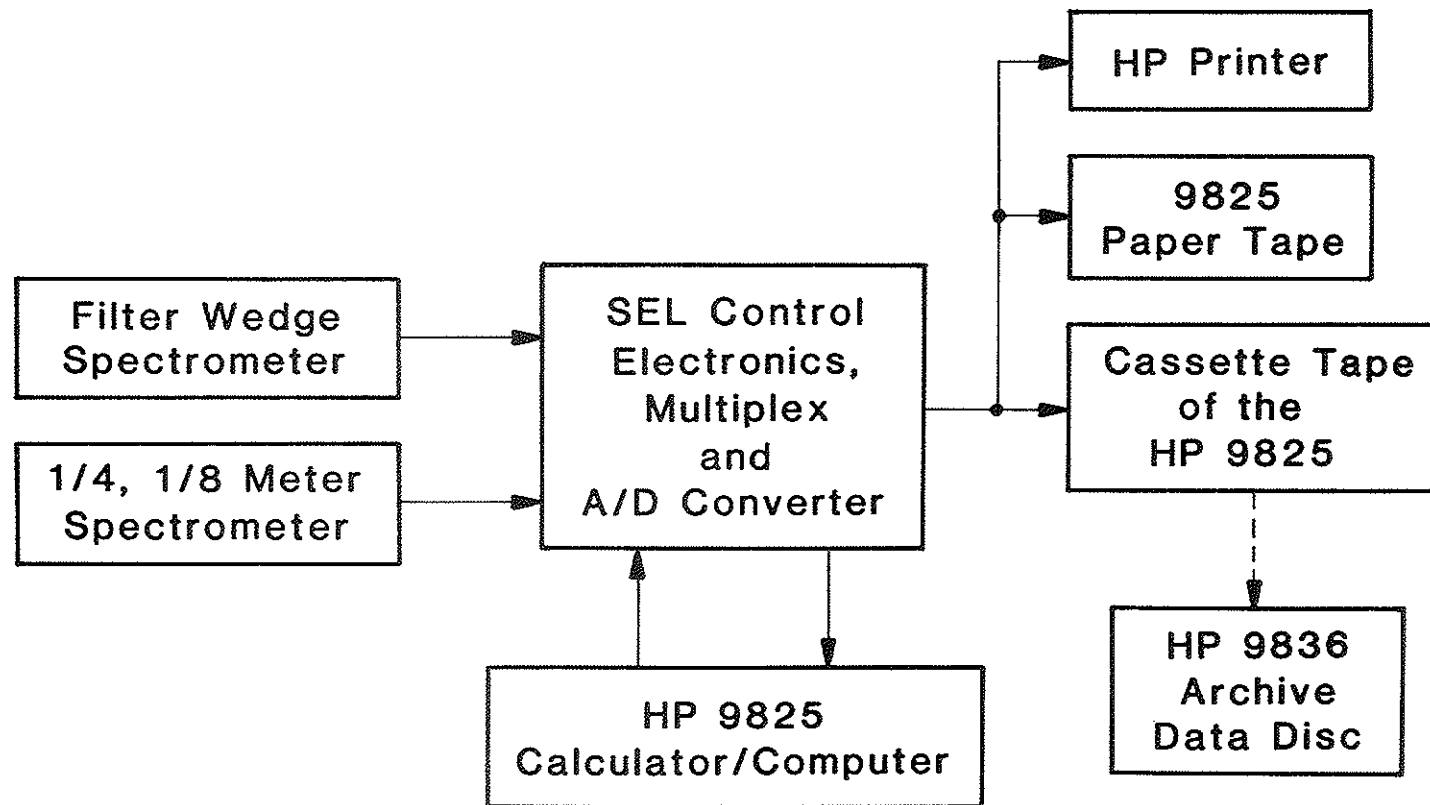 Filter Wedge
Spectrometer
1/4, 1/8 Meter
Spectrometer
SEL Control
Electronics,
Multiplex
and
A/D Converter
HP 9825
Calculator/Computer
HP Printer
9825
Paper Tape
Cassette Tape
of the
HP 9825
HP 9836
Archive
Data Disc